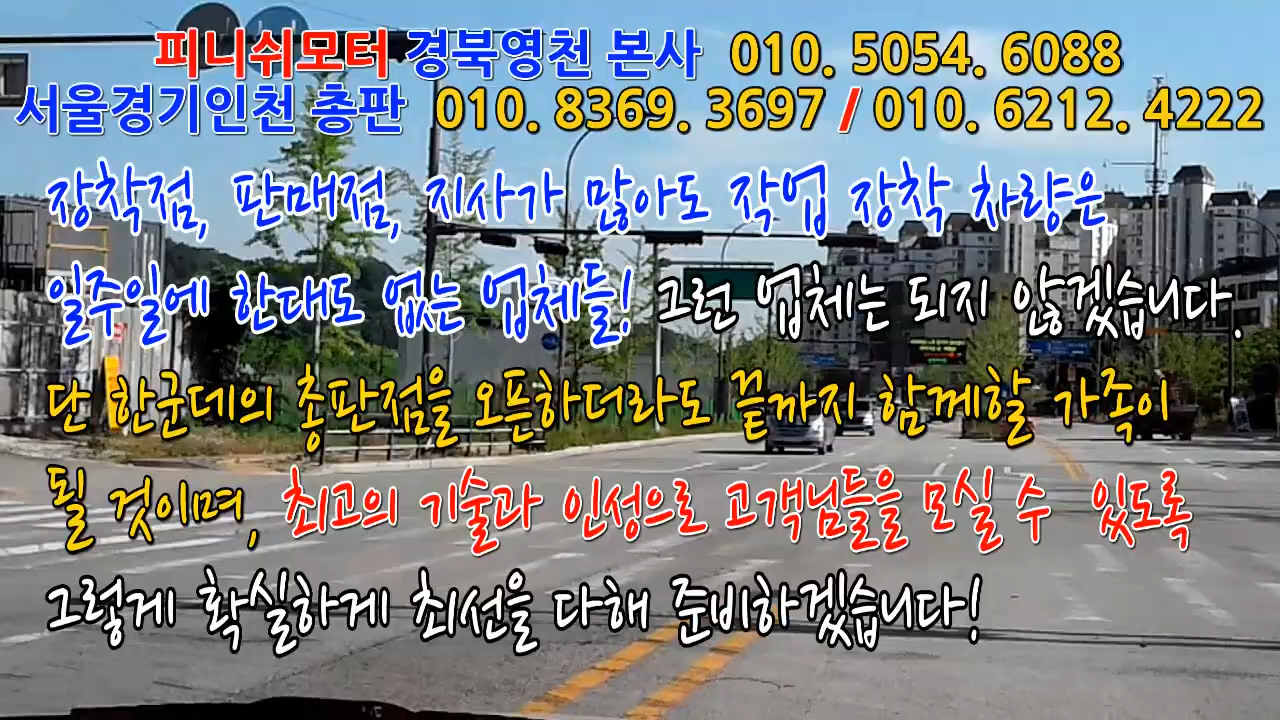 피니쉬모터 경북영천 본사 010. 5054. 6088
서울경기인천 총판 010. 8369. 3697 / 010. 6212. 4222
장착점, 판매점, 지사가 많아도 작업 장착 차량은
일주일에 한대도 없는 업체들! 그런 업체는 되지 않겠습니다.
단 한군데의 총판점을 오픈하더라도 끝까지 함께할 가족이
될 것이며, 최고의 기술과 인성으로 고객님들을 모실 수 있도록
그렇게 확실하게 최선을 다해 준비하겠습니다!